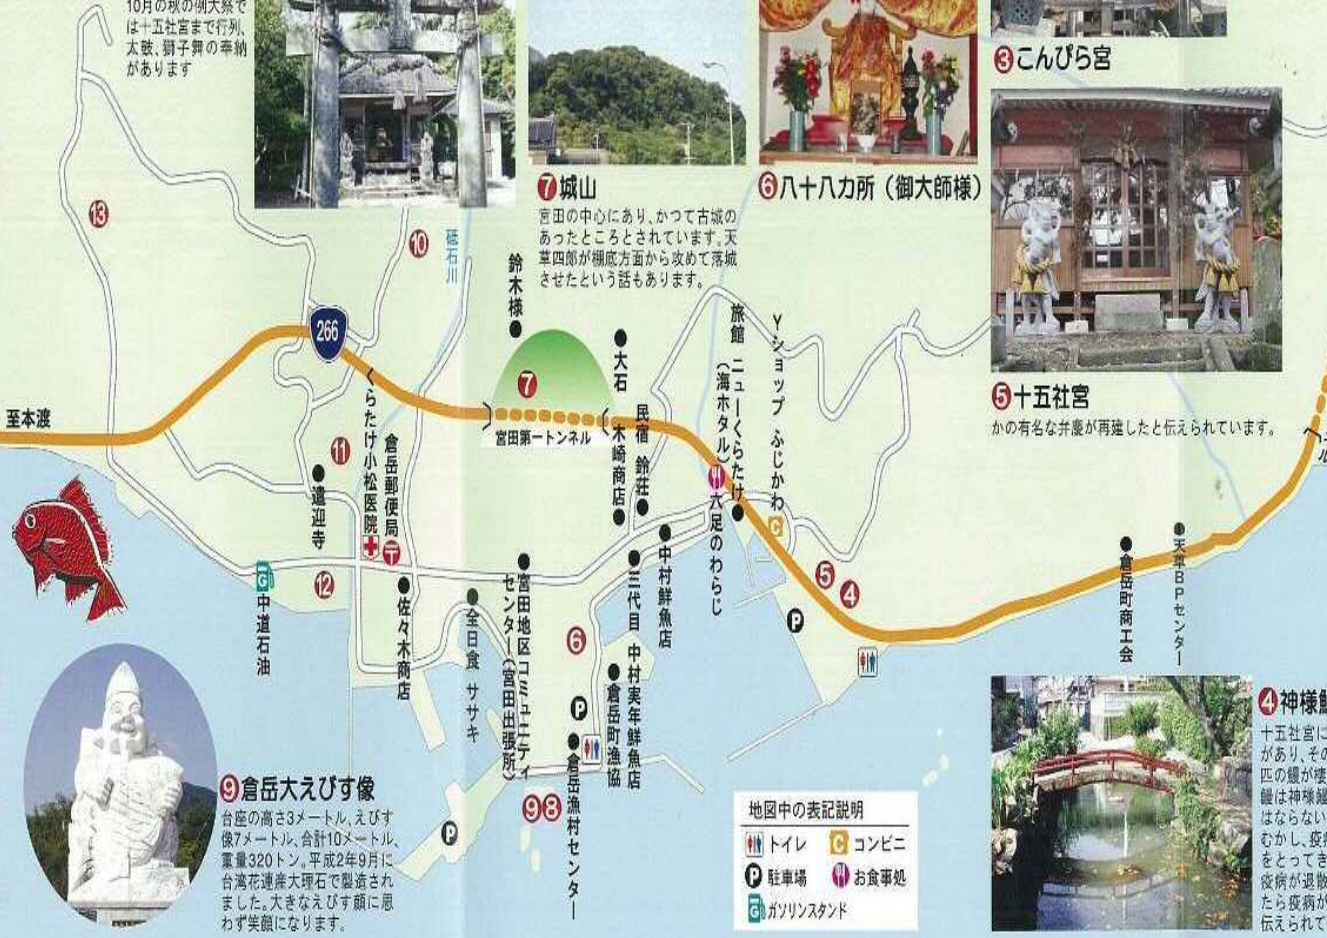 10月の秋の例大祭で
は十五社宮まで行列、
太鼓、獅子舞の奉納
があります
③こんぴら宮
⑦城山
宮田の中心にあり、かつて古城の
あったところとされています。天
草四郎が棚底方面から攻めて落城
させたという話もあります。
⑥八十八カ所（御大師様）
⑤十五社宮
かの有名な弁慶が再建したと伝えられています。
⑬
⑩
砥石川
鈴木様
266
⑦
大石
旅館 ニューくらたけ
（海ホタル）
Yショップ ふじかわ
至本渡
宮田第一トンネル
木崎商店
民宿 鈴荘
くらたけ小松医院
倉岳郵便局
⑪
遣迎寺
六足のわらじ
C
⑫
G
中道石油
佐々木商店
全日食 ササキ
宮田地区コミュニティ
センター（宮田出張所）
⑥
三代目 中村実年鮮魚店
中村鮮魚店
⑤
④
P
倉岳町商工会
天草BPセンター
P
倉岳町漁協
倉岳漁村センター
⑨⑧
P
⑨倉岳大えびす像
台座の高さ3メートル、えびす
像7メートル、合計10メートル、
重量320トン。平成2年9月に
台湾花連産大理石で製造され
ました。大きなえびす顔に思
わず笑顔になります。
地図中の表記説明
トイレ
C コンビニ
P 駐車場
お食事処
G ガソリンスタンド
④神様
十五社宮に
があり、その
匹の鰻が棲
鰻は神様鰻
はならない
むかし、疫病
をとってき
疫病が退散
たら疫病が
伝えられて